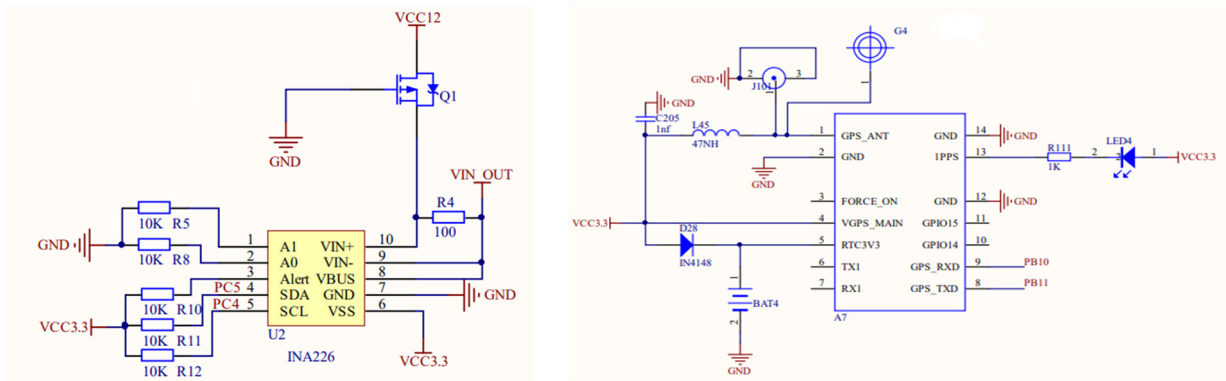 VCC12
Q1
GND
VIN_OUT
R4
100
10K R5
GND
10K R8
1 A1 VIN+ 10
2 A0 VIN- 9
3 Alert VBUS 8
PC5 4 SDA GND 7 GND
PC4 5 SCL VSS 6
10K R10
VCC3.3
10K R11
10K R12
U2
INA226
VCC3.3
G4
1
GND 2 3
J101
1
GND
C205
1nf
L45
47NH
1 GPS_ANT GND 14 GND
2 GND 1PPS 13
GND
R111
1K
2 LED4 1 VCC3.3
2
3 FORCE_ON GND 12 GND
VCC3.3 4 VGPS_MAIN GPIO15 11
D28
IN4148
5 RTC3V3 GPIO14 10
6 TX1 GPS_RXD 9 PB10
7 RX1 GPS_TXD 8 PB11
A7
1
BAT4
2
GND